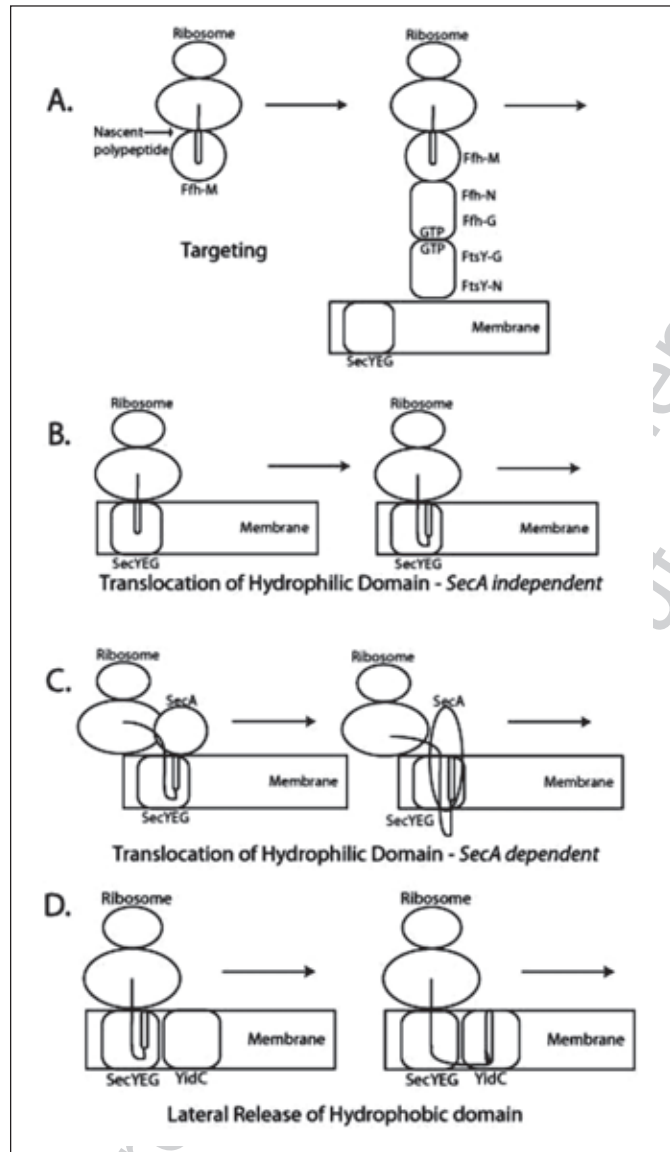 Ribosome
Ribosome
A.
Nascent
polypeptide
Ffh-M
Ffh-M
Ffh-N
Ffh-G
GTP
GTP
FtsY-G
FtsY-N
Targeting
Membrane
SecYEG
B.
Ribosome
Ribosome
Membrane
Membrane
SecYEG
SecYEG
Translocation of Hydrophilic Domain - SecA independent
C.
Ribosome
Ribosome
SecA
SecA
Membrane
Membrane
SecYEG
SecYEG
Translocation of Hydrophilic Domain - SecA dependent
D.
Ribosome
Ribosome
Membrane
Membrane
SecYEG YidC
SecYEG YidC
Lateral Release of Hydrophobic domain